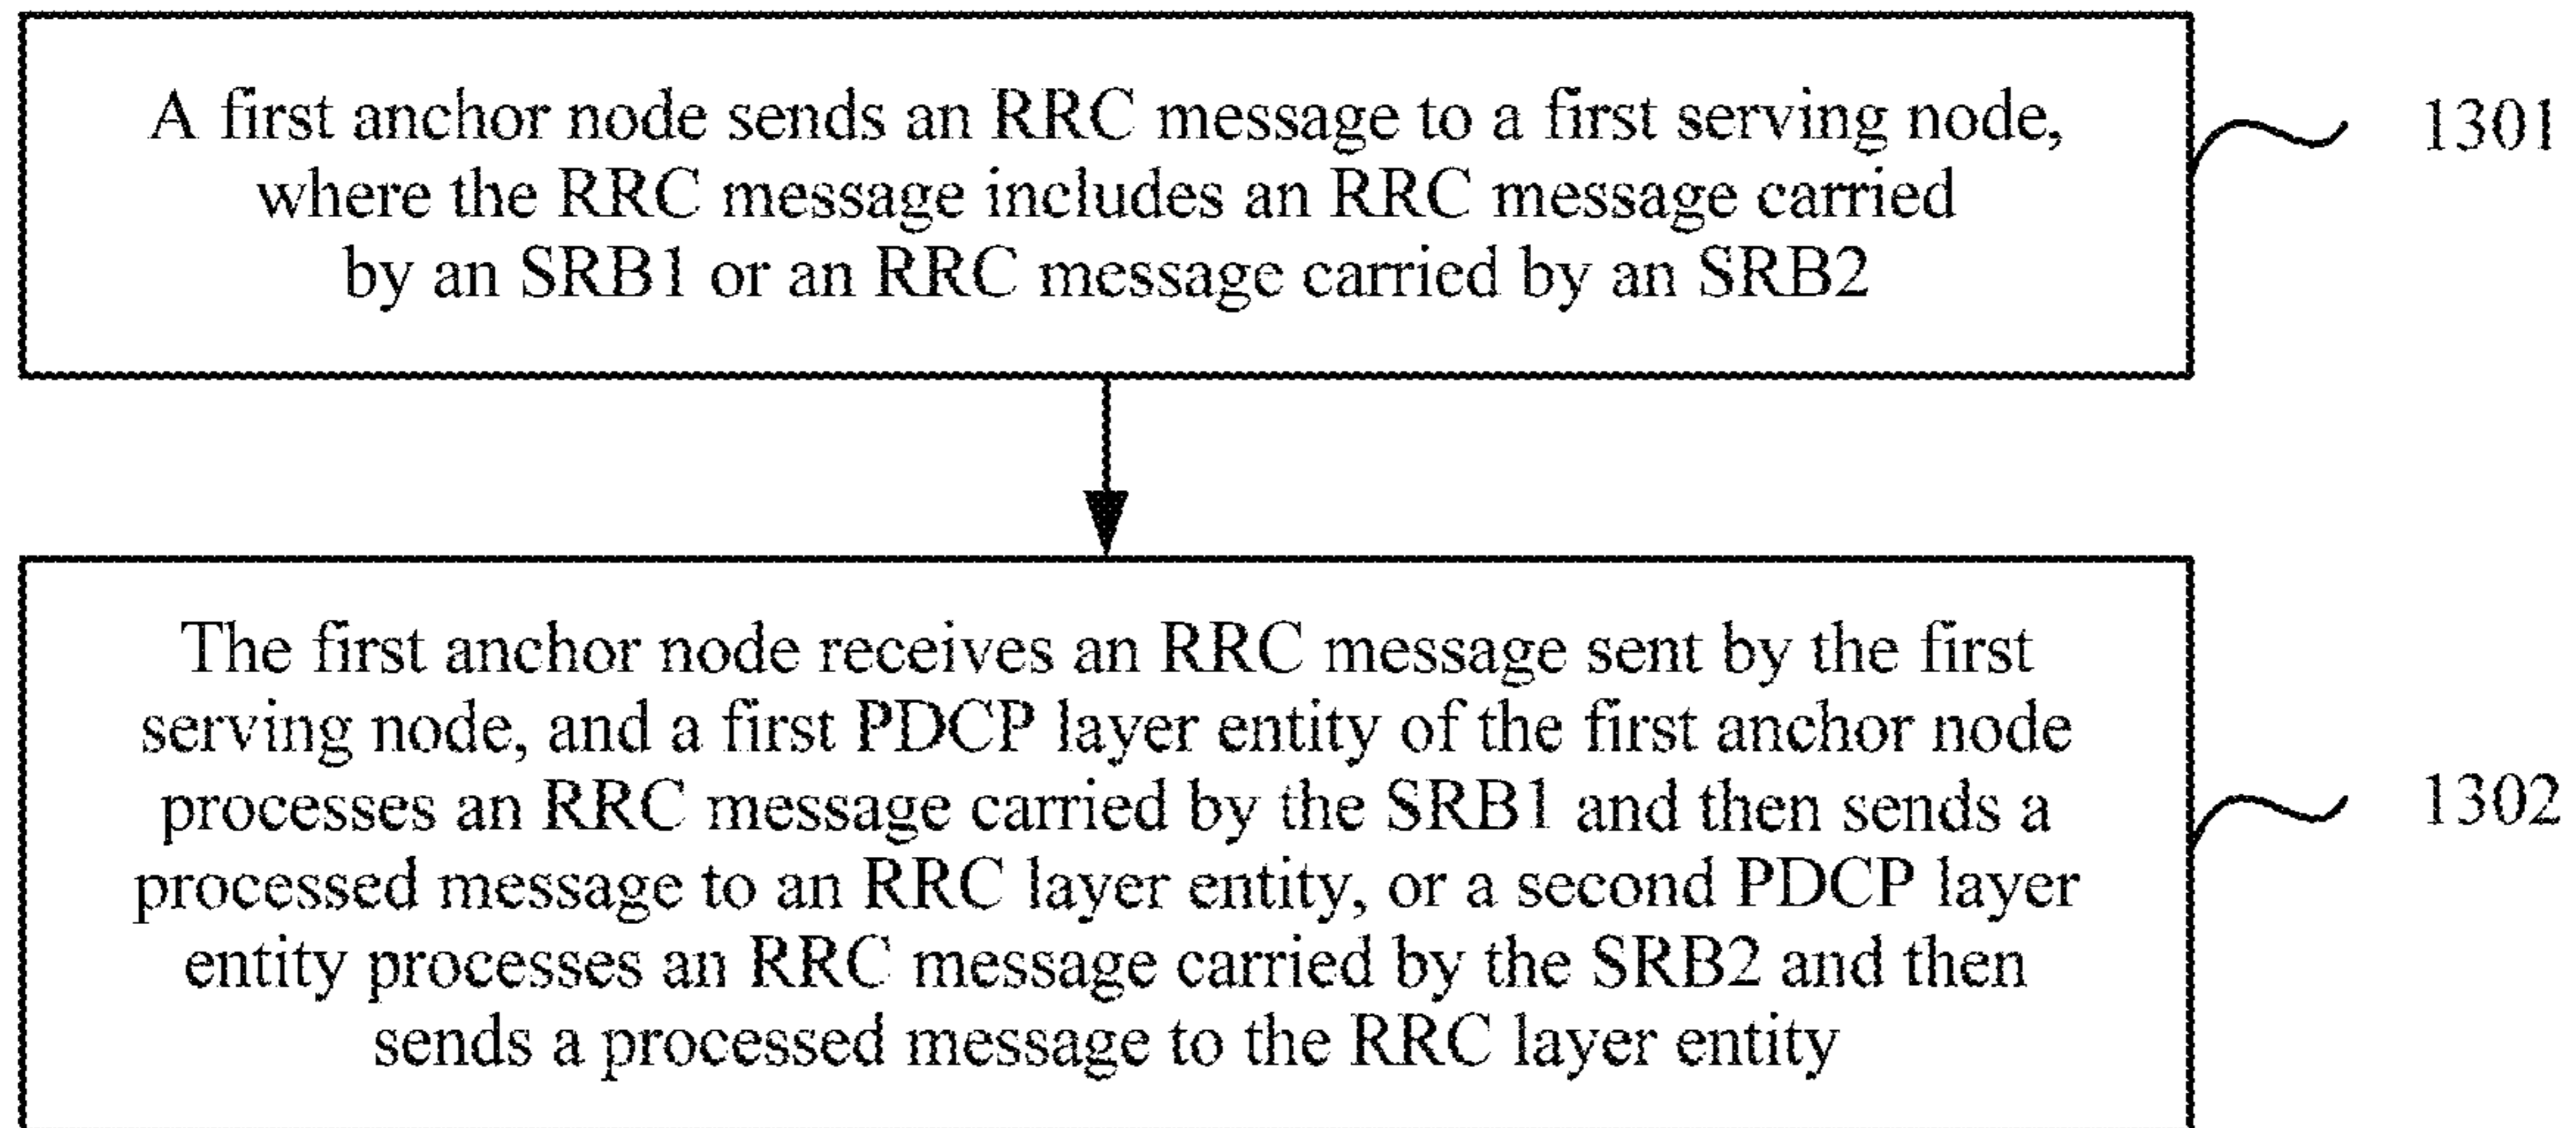 A first anchor node sends an RRC message to a first serving node,
where the RRC message includes an RRC message carried
by an SRB1 or an RRC message carried by an SRB2
1301
The first anchor node receives an RRC message sent by the first
serving node, and a first PDCP layer entity of the first anchor node
processes an RRC message carried by the SRB1 and then sends a
processed message to an RRC layer entity, or a second PDCP layer
entity processes an RRC message carried by the SRB2 and then
sends a processed message to the RRC layer entity
1302